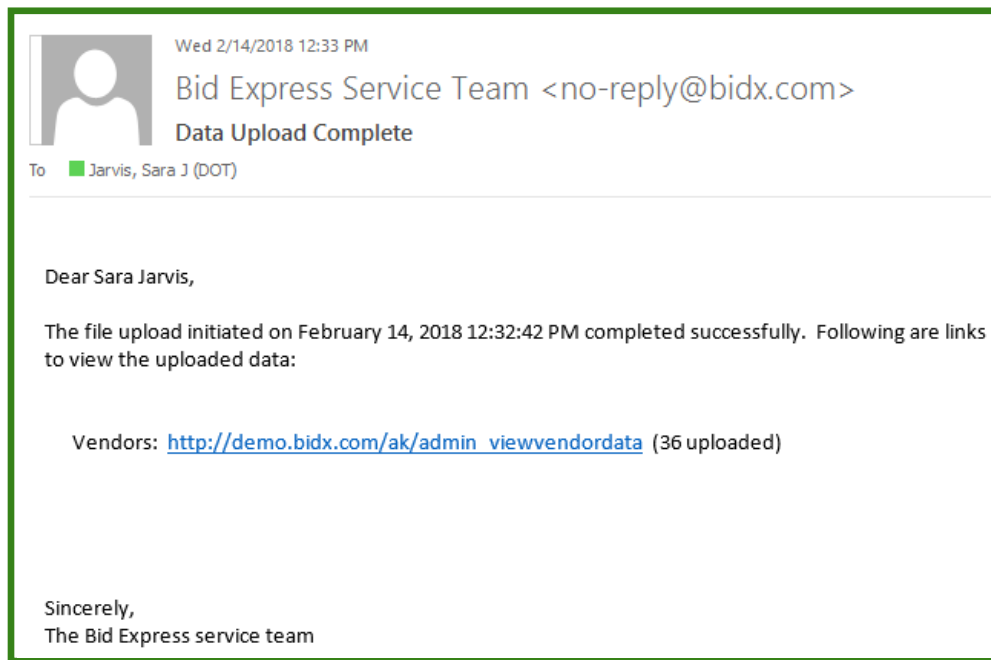 Wed 2/14/2018 12:33 PM
Bid Express Service Team <no-reply@bidx.com>
Data Upload Complete
To Jarvis, Sara J (DOT)
Dear Sara Jarvis,
The file upload initiated on February 14, 2018 12:32:42 PM completed successfully.  Following are links
to view the uploaded data:
Vendors:  http://demo.bidx.com/ak/admin_viewvendordata  (36 uploaded)
Sincerely,
The Bid Express service team